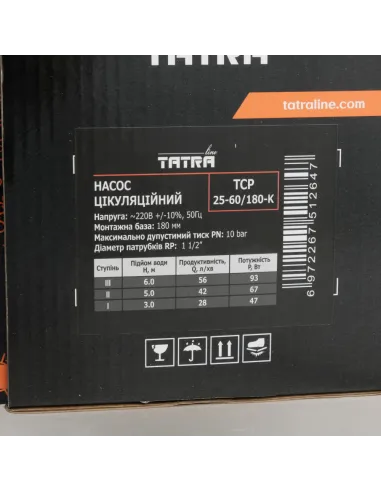 TATRA
tatraline.com
line
TATRA
НАСОС
ЦІКУЛЯЦІЙНИЙ
TCP
25-60/180-K
Напруга: ~220В +/-10%, 50Гц
Монтажна база: 180 мм
Максимально допустимий тиск PN: 10 bar
Діаметр патрубків RP: 1 1/2"
Ступінь Підйом води H, м Продуктивність, Q, л/хв Потужність P, Вт
III 6.0 56 93
II 5.0 42 67
I 3.0 28 47
6972267512647